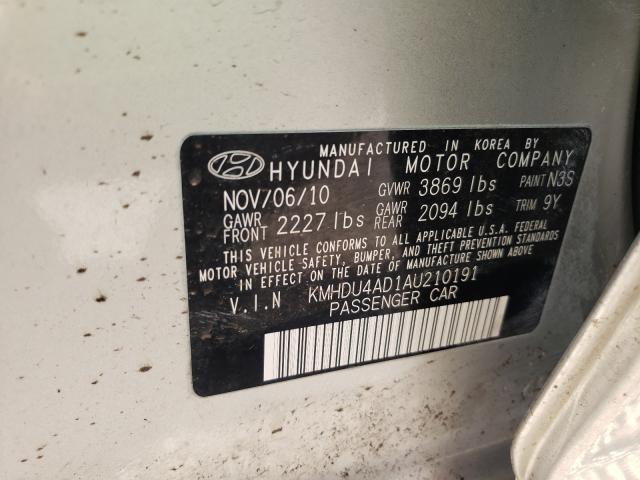 MANUFACTURED IN KOREA BY
HYUNDAI MOTOR COMPANY
NOV/06/10 GVWR 3869 lbs PAINT N3S
GAWR FRONT 2227 lbs GAWR REAR 2094 lbs TRIM 9Y
THIS VEHICLE CONFORMS TO ALL APPLICABLE U.S.A. FEDERAL
MOTOR VEHICLE SAFETY, BUMPER, AND THEFT PREVENTION STANDARDS
IN EFFECT ON THE DATE OF MANUFACTURE SHOWN ABOVE
V.I.N KMHDU4AD1AU210191
PASSENGER CAR